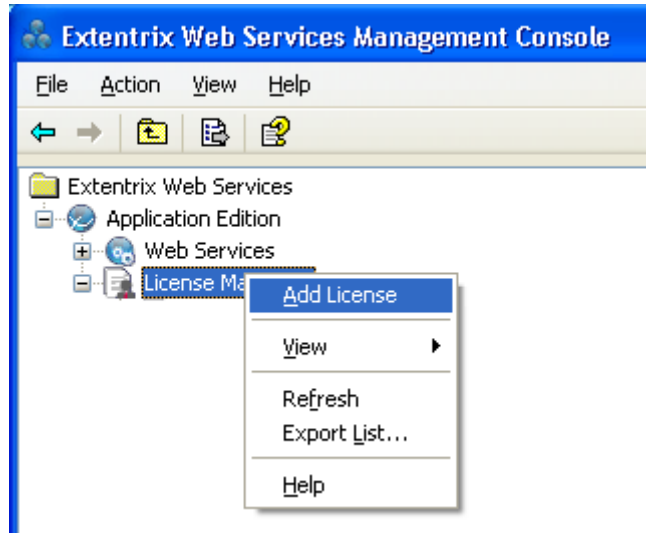 Extentrix Web Services Management Console
File Action View Help
Extentrix Web Services
Application Edition
Web Services
License
Add License
View
Refresh
Export List...
Help